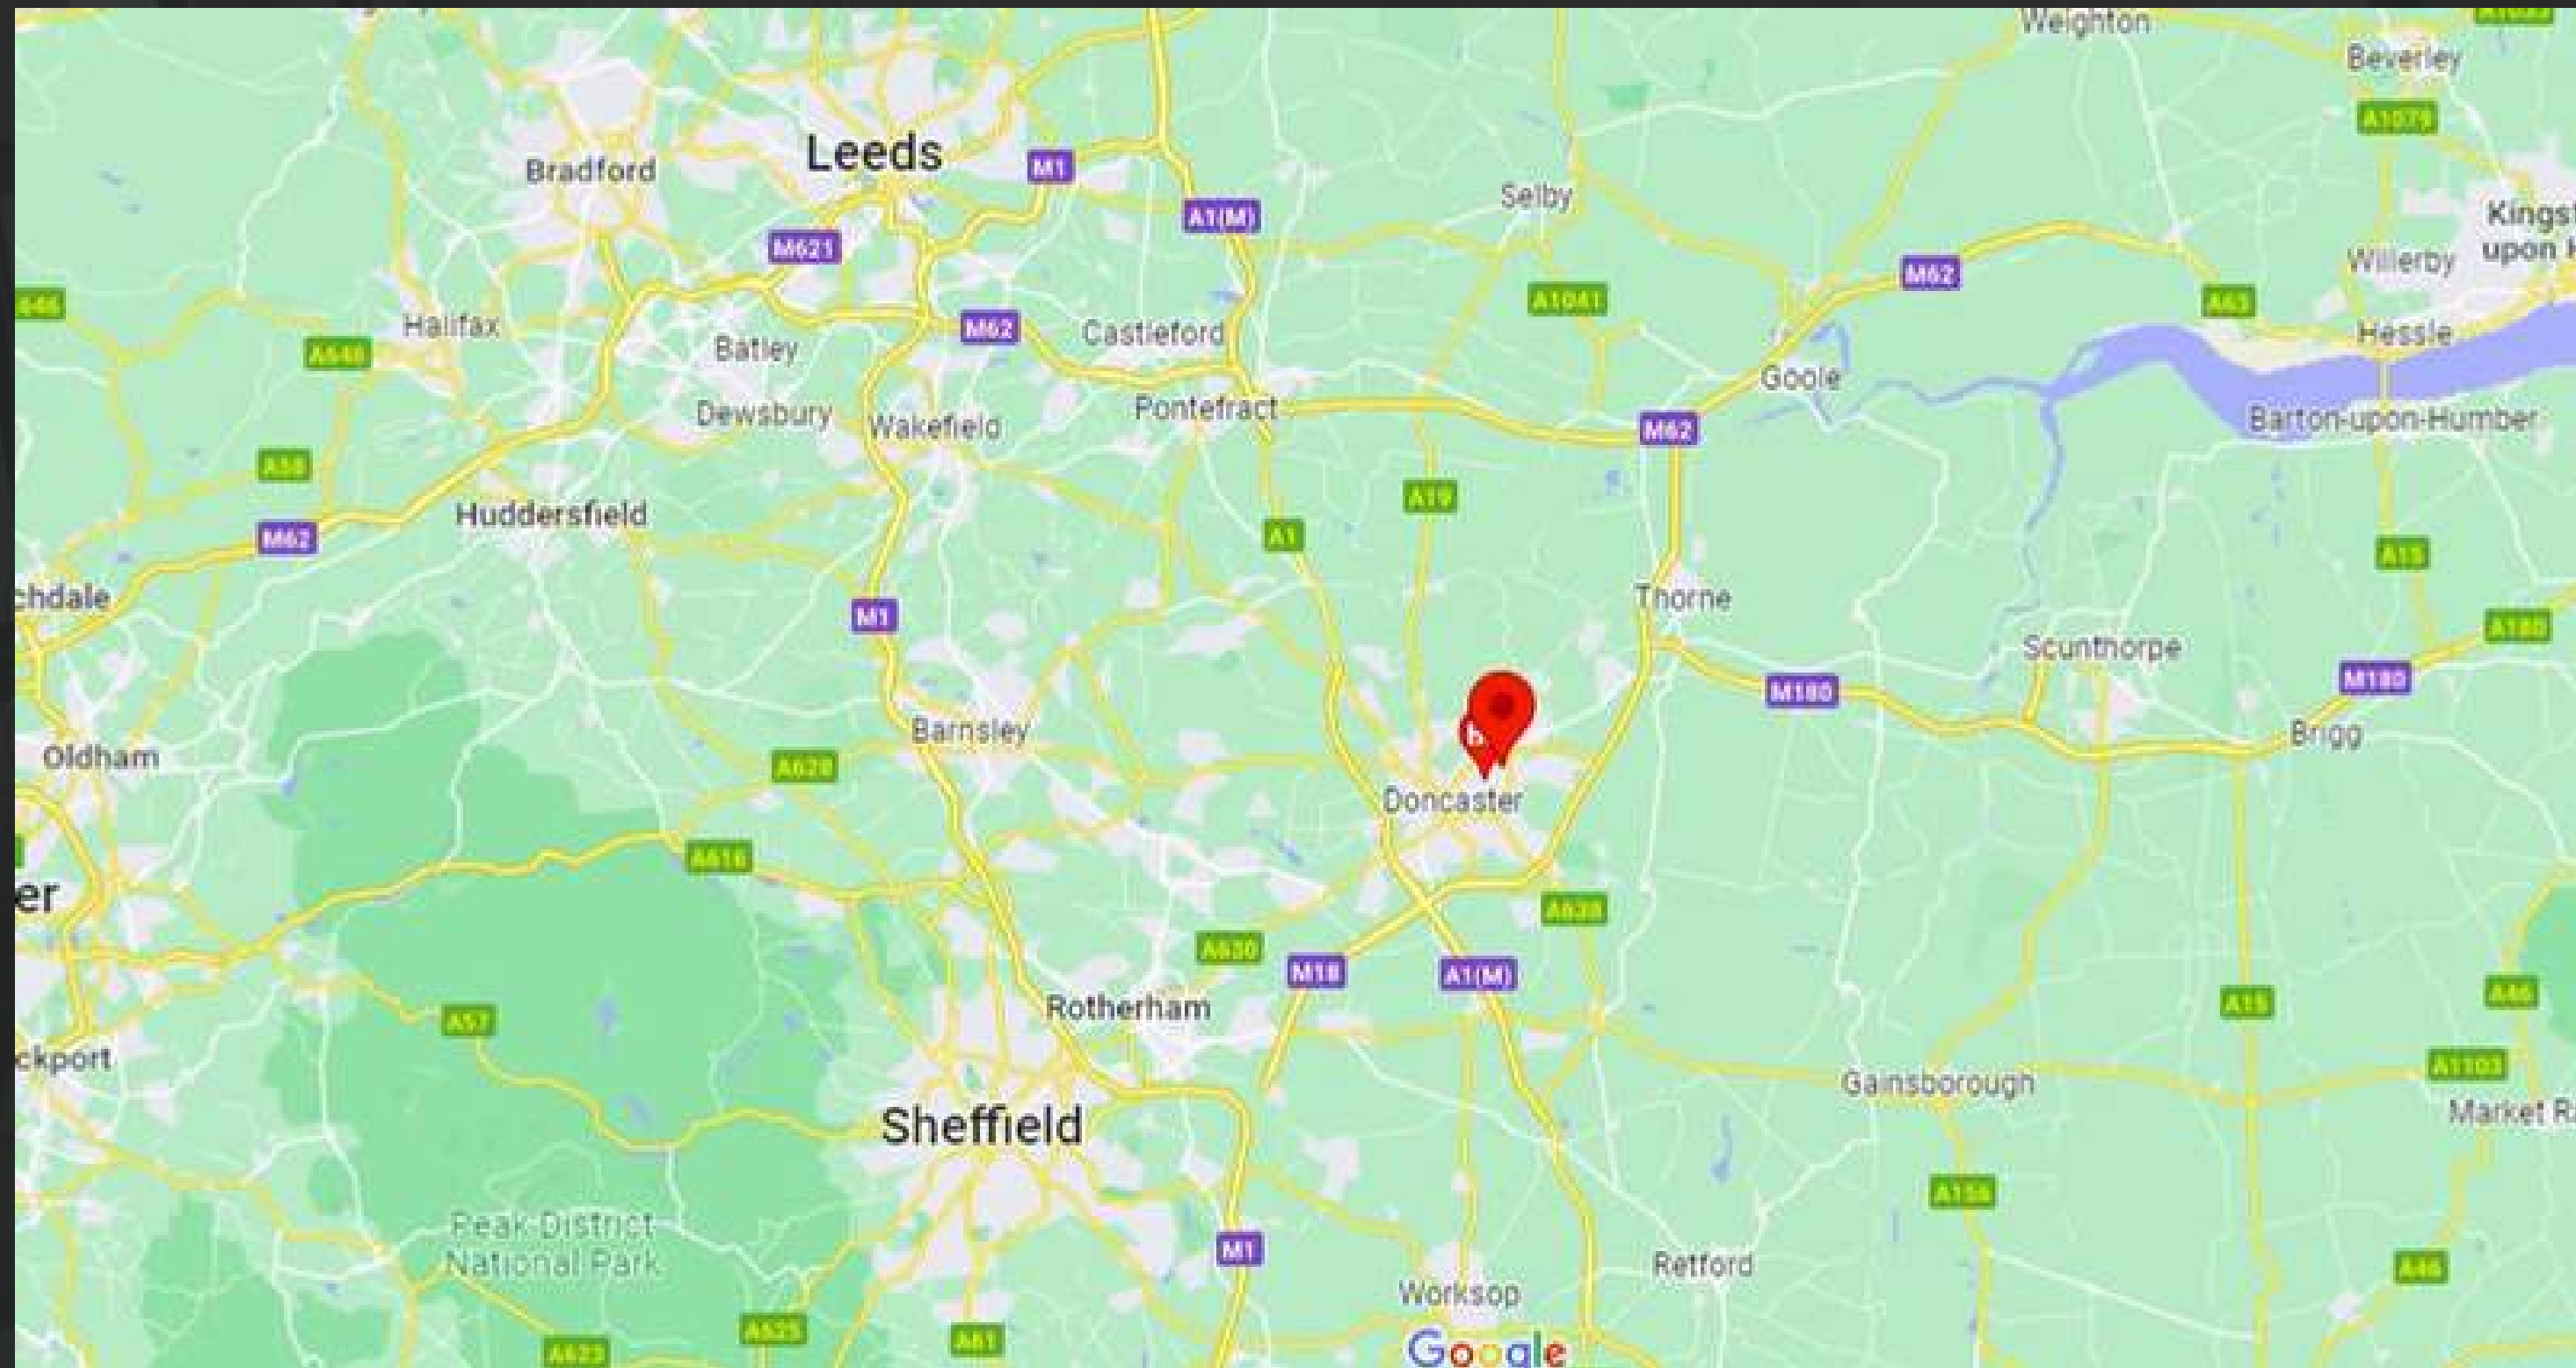 Weighton
Beverley
A1079
Leeds
Bradford
M1
A1(M)
Selby
Kings
upon
M621
Willerby
M62
A1041
A63
A646
Halifax
Batley
M62
Castleford
Hessle
Goole
Dewsbury
Wakefield
Pontefract
M62
Barton-upon-Humber
A58
Huddersfield
A19
M62
A1
A15
chdale
M1
Thorne
A180
Scunthorpe
M180
M180
Barnsley
Brigg
Oldham
A628
b.
Doncaster
A616
er
A638
A630
M18
A1(M)
Rotherham
A57
A15
A46
ckport
Gainsborough
A1103
Market R
Sheffield
A156
Peak District
National Park
M1
Retford
Worksop
A46
A625
A61
A623
Google